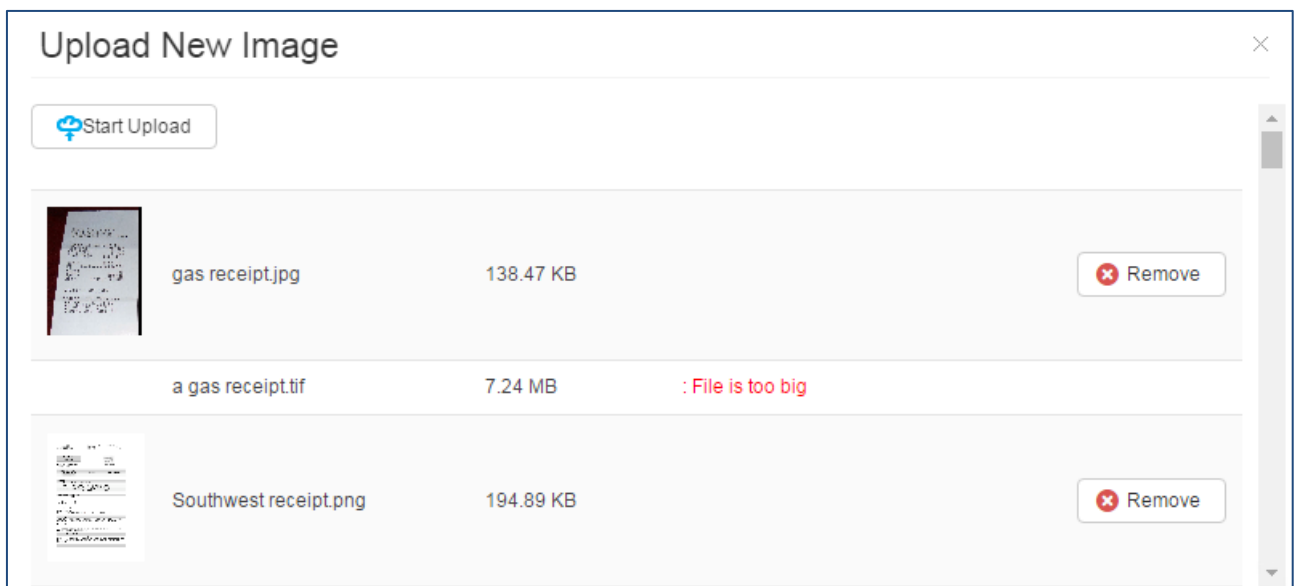 Upload New Image
Start Upload
gas receipt.jpg 138.47 KB Remove
a gas receipt.tif 7.24 MB : File is too big
Southwest receipt.png 194.89 KB Remove